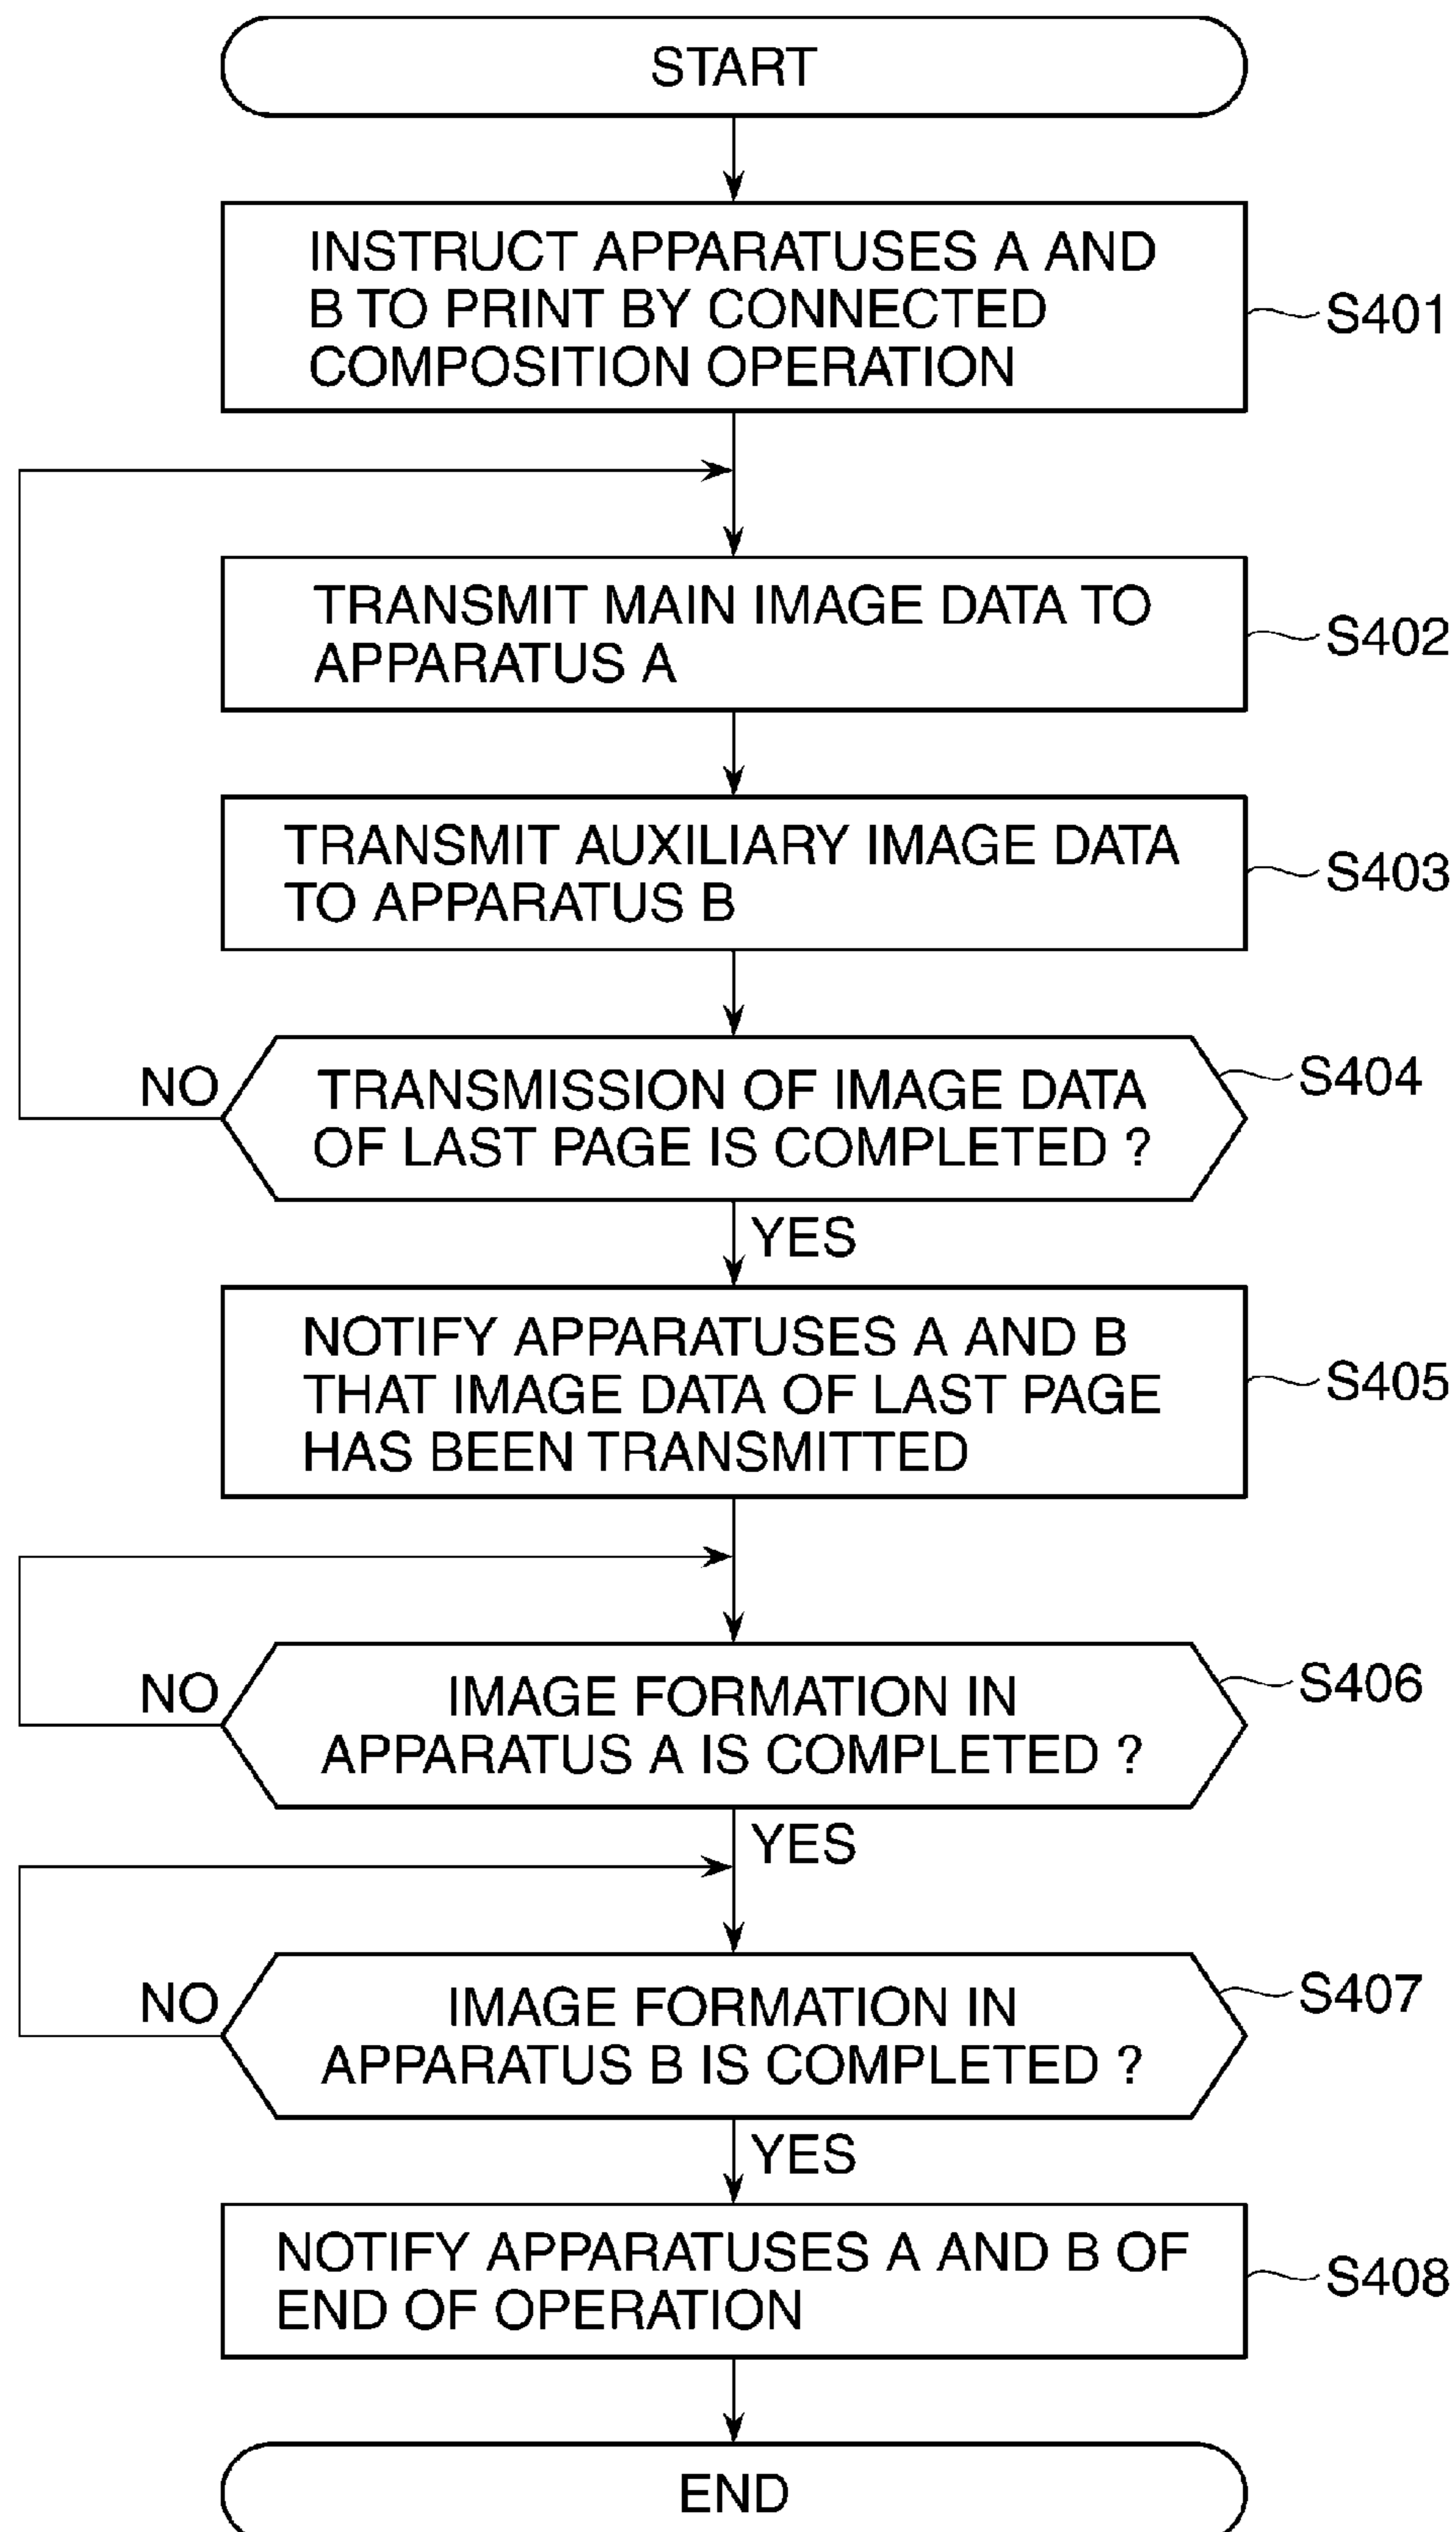 START
INSTRUCT APPARATUSES A AND
B TO PRINT BY CONNECTED
COMPOSITION OPERATION
S401
TRANSMIT MAIN IMAGE DATA TO
APPARATUS A
S402
TRANSMIT AUXILIARY IMAGE DATA
TO APPARATUS B
S403
NO
TRANSMISSION OF IMAGE DATA
OF LAST PAGE IS COMPLETED ?
S404
YES
NOTIFY APPARATUSES A AND B
THAT IMAGE DATA OF LAST PAGE
HAS BEEN TRANSMITTED
S405
NO
IMAGE FORMATION IN
APPARATUS A IS COMPLETED ?
S406
YES
NO
IMAGE FORMATION IN
APPARATUS B IS COMPLETED ?
S407
YES
NOTIFY APPARATUSES A AND B OF
END OF OPERATION
S408
END